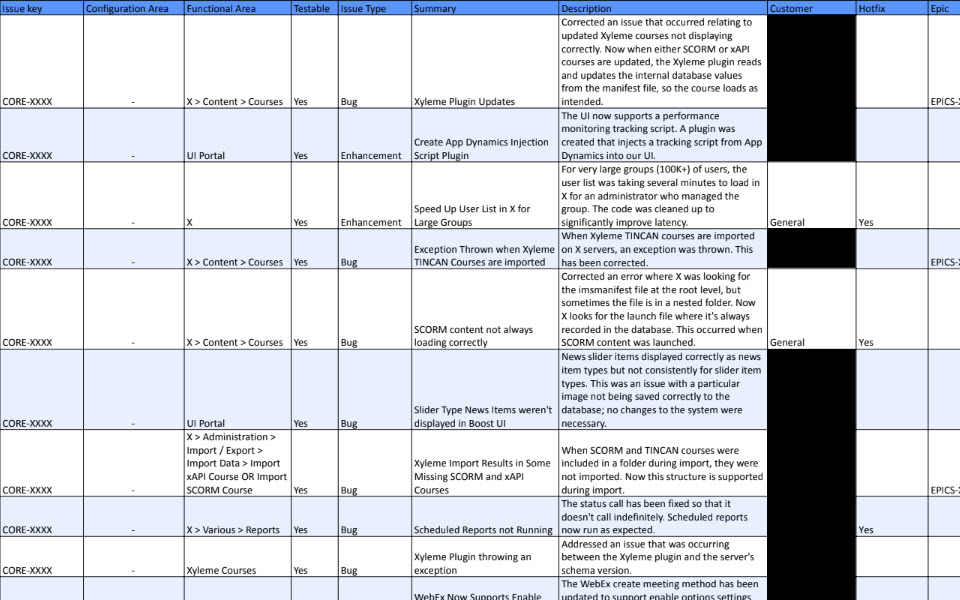 Issue key Configuration Area Functional Area Testable Issue Type Summary Description Customer Hotfix Epic
Corrected an issue that occurred relating to
updated Xyleme courses not displaying
correctly. Now when either SCORM or xAPI
courses are updated, the Xyleme plugin reads
and updates the internal database values
from the manifest file, so the course loads as
CORE-XXXX - X > Content > Courses Yes Bug Xyleme Plugin Updates intended. EPICS-X
The UI now supports a performance
monitoring tracking script. A plugin was
Create App Dynamics Injection created that injects a tracking script from App
CORE-XXXX - UI Portal Yes Enhancement Script Plugin Dynamics into our UI.
For very large groups (100K+) of users, the
user list was taking several minutes to load in
X for an administrator who managed the
Speed Up User List in X for group. The code was cleaned up to
CORE-XXXX - X Yes Enhancement Large Groups significantly improve latency. General Yes
When Xyleme TINCAN courses are imported
Exception Thrown when Xyleme on X servers, an exception was thrown. This
CORE-XXXX - X > Content > Courses Yes Bug TINCAN Courses are imported has been corrected. EPICS-X
Corrected an error where X was looking for
the imsmanifest file at the root level, but
sometimes the file is in a nested folder. Now
X looks for the launch file where it's always
SCORM content not always recorded in the database. This occurred when
CORE-XXXX - X > Content > Courses Yes Bug loading correctly SCORM content was launched. General Yes
News slider items displayed correctly as news
item types but not consistently for slider item
types. This was an issue with a particular
image not being saved correctly to the
Slider Type News Items weren't database; no changes to the system were
CORE-XXXX - UI Portal Yes Bug displayed in Boost UI necessary.
X > Administration >
Import / Export > When SCORM and TINCAN courses were
Import Data > Import Xyleme Import Results in Some included in a folder during import, they were
xAPI Course OR Import Missing SCORM and xAPI not imported. Now this structure is supported
CORE-XXXX - SCORM Course Yes Bug Courses during import. EPICS-X
The status call has been fixed so that it
doesn't call indefinitely. Scheduled reports
CORE-XXXX - X > Various > Reports Yes Bug Scheduled Reports not Running now run as expected. Yes
Addressed an issue that was occurring
Xyleme Plugin throwing an between the Xyleme plugin and the server's
CORE-XXXX - Xyleme Courses Yes Bug exception schema version.
The WebEx create meeting method has been
WebEx Now Supports Enable updated to support enable options settings